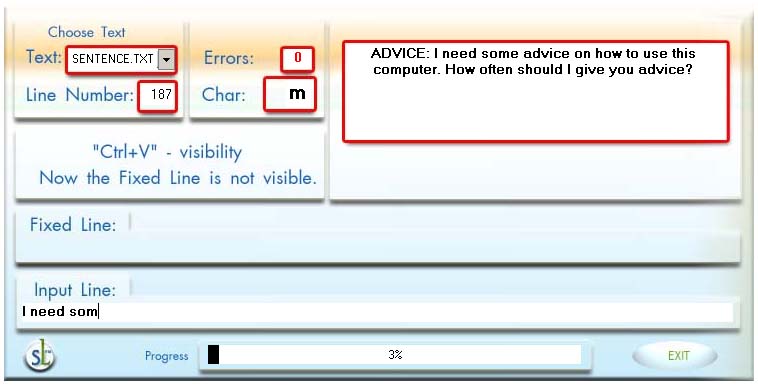 Choose Text
Text: SENTENCE.TXT
Errors: 0
Line Number: 187
Char: m
ADVICE: I need some advice on how to use this
computer. How often should I give you advice?
"Ctrl+V" - visibility
Now the Fixed Line is not visible.
Fixed Line:
Input Line:
I need som
SL
Progress 3%
EXIT